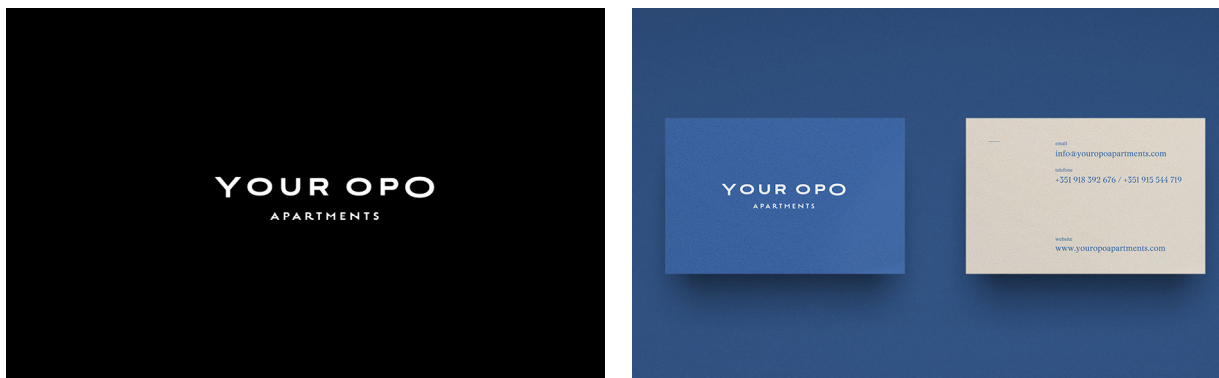 YOUR OPO
APARTMENTS
YOUR OPO
APARTMENTS
email
info@youropoapartments.com
telefone
+351 918 392 676 / +351 915 544 719
website
www.youropoapartments.com